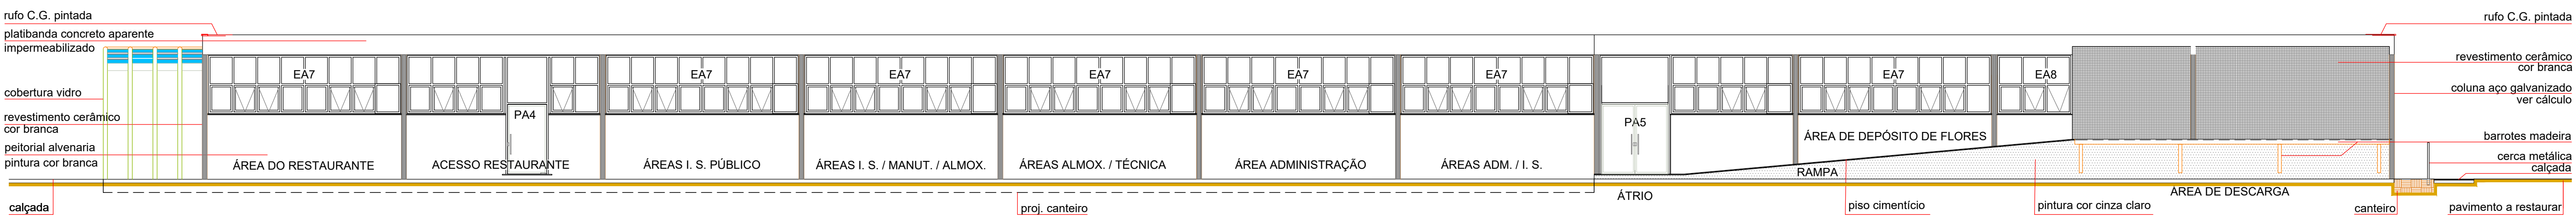 rufo C.G. pintada
rufo C.G. pintada
platibanda concreto aparente
impermeabilizado
revestimento cerâmico
cor branca
EA7
EA7
EA7
EA7
EA7
EA7
EA7
EA8
cobertura vidro
coluna aço galvanizado
ver cálculo
revestimento cerâmico
cor branca
PA4
PA5
peitorial alvenaria
pintura cor branca
ÁREA DO RESTAURANTE
ACESSO RESTAURANTE
ÁREAS I. S. PÚBLICO
ÁREAS I. S. / MANUT. / ALMOX.
ÁREAS ALMOX. / TÉCNICA
ÁREA ADMINISTRAÇÃO
ÁREAS ADM. / I. S.
ÁREA DE DEPÓSITO DE FLORES
barrotes madeira
cerca metálica
calçada
RAMPA
ÁTRIO
ÁREA DE DESCARGA
calçada
proj. canteiro
piso cimentício
pintura cor cinza claro
canteiro
pavimento a restaurar